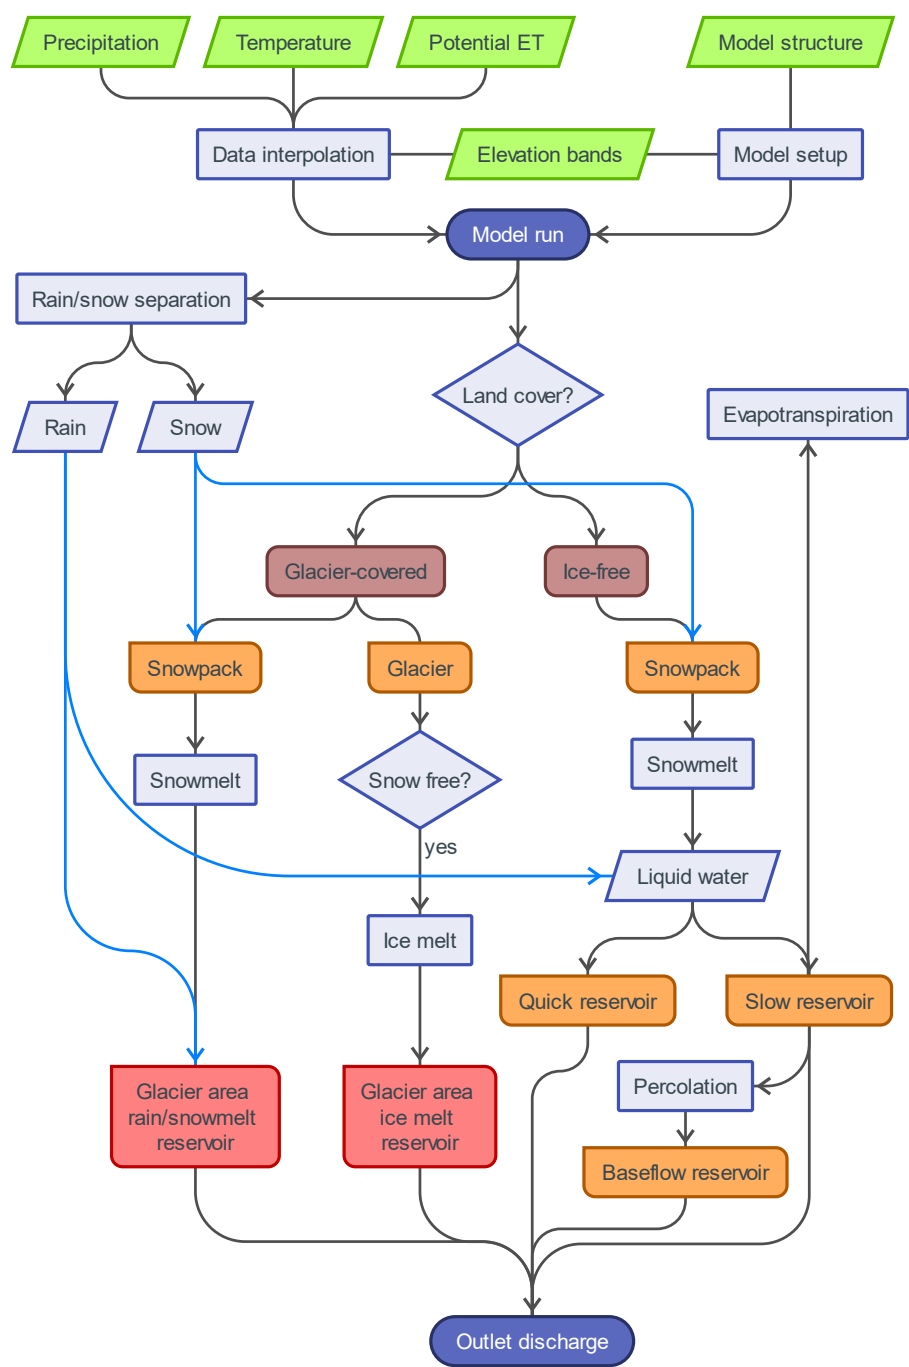 Precipitation
Temperature
Potential ET
Model structure
Data interpolation
Elevation bands
Model setup
Model run
Rain/snow separation
Land cover?
Rain
Snow
Evapotranspiration
Glacier-covered
Ice-free
Snowpack
Glacier
Snowpack
Snowmelt
Snow free?
Snowmelt
yes
Liquid water
Ice melt
Quick reservoir
Slow reservoir
Glacier area
rain/snowmelt
reservoir
Glacier area
ice melt
reservoir
Percolation
Baseflow reservoir
Outlet discharge